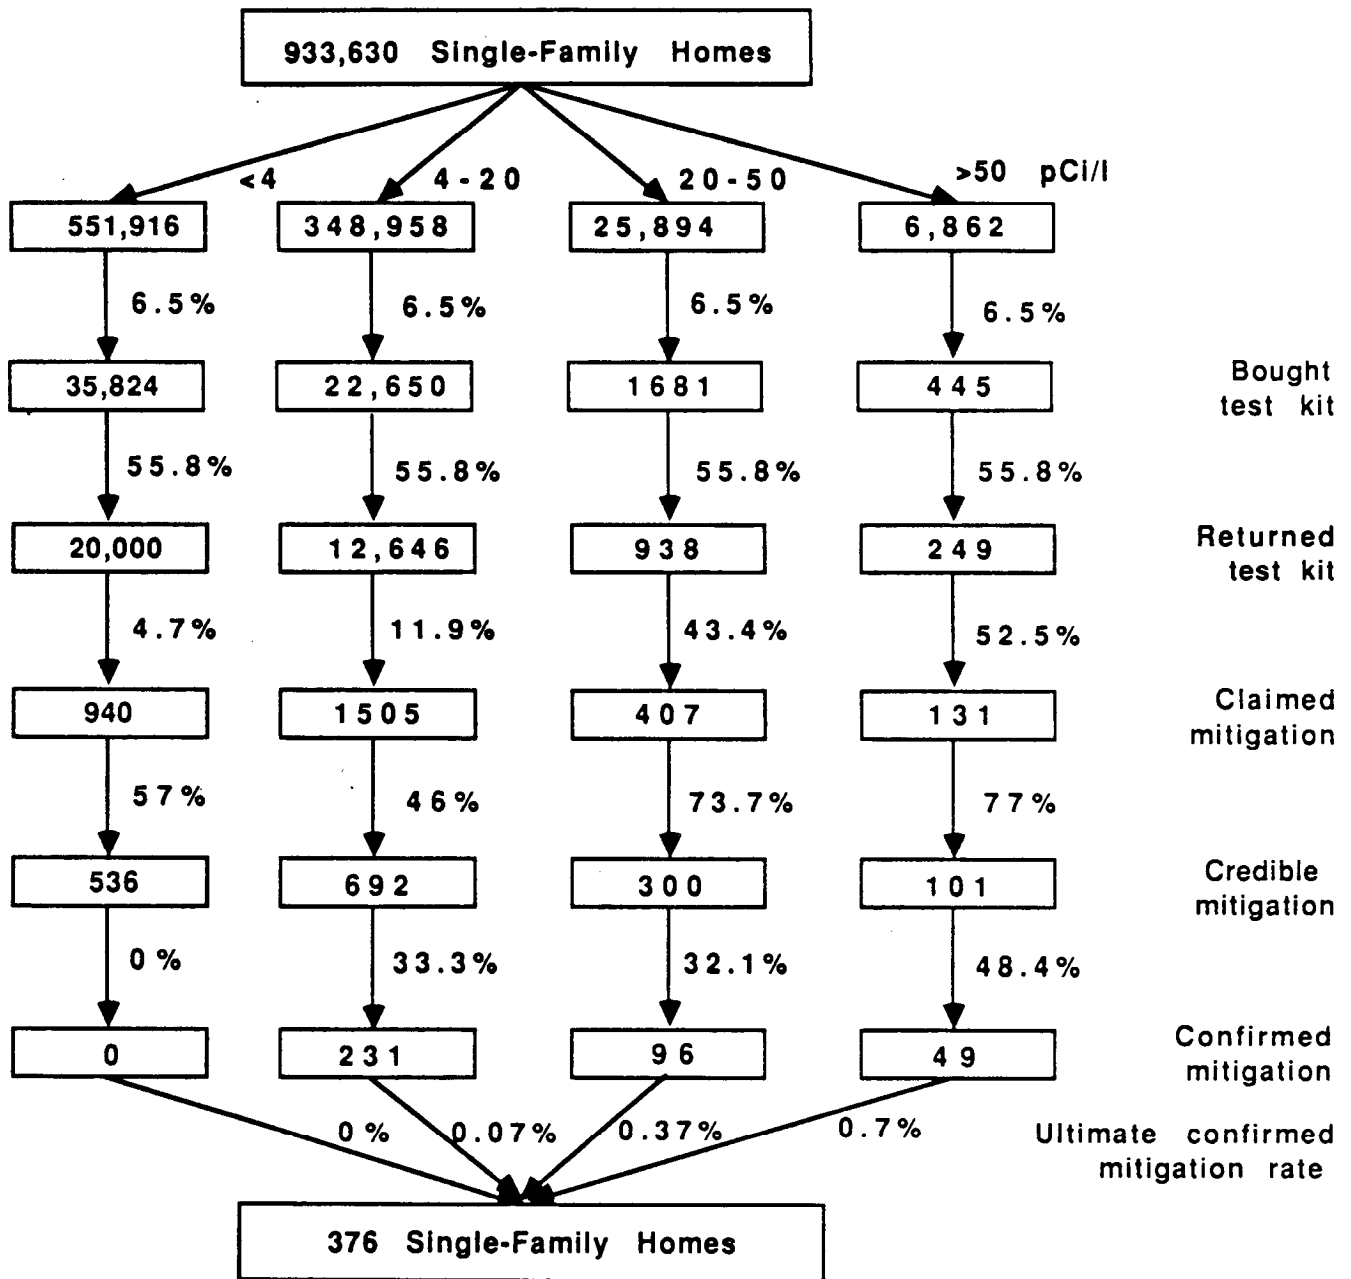 933,630 Single-Family Homes
<4 4-20 20-50 >50 pCi/l
551,916 348,958 25,894 6,862
6.5% 6.5% 6.5% 6.5%
35,824 22,650 1681 445 Bought
test kit
55.8% 55.8% 55.8% 55.8%
20,000 12,646 938 249 Returned
test kit
4.7% 11.9% 43.4% 52.5%
940 1505 407 131 Claimed
mitigation
57% 46% 73.7% 77%
536 692 300 101 Credible
mitigation
0% 33.3% 32.1% 48.4%
0 231 96 49 Confirmed
mitigation
0% 0.07% 0.37% 0.7% Ultimate confirmed
mitigation rate
376 Single-Family Homes